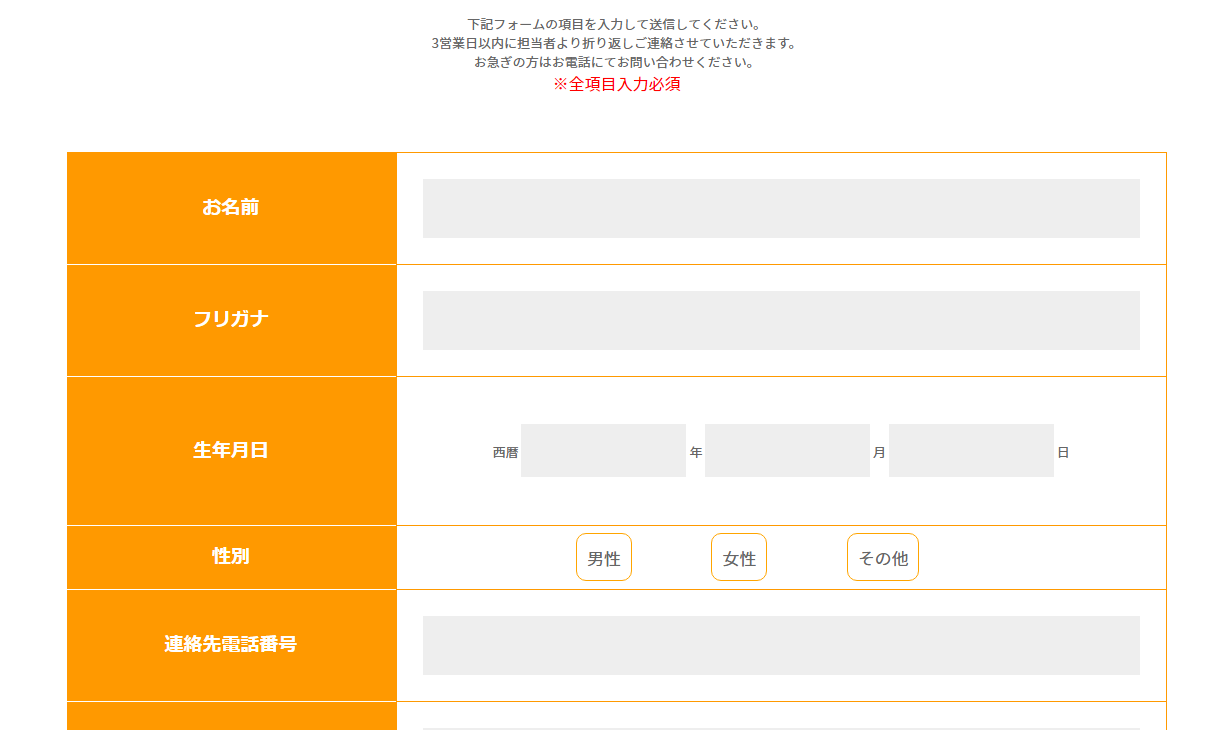 下記フォームの項目を入力して送信してください。
3営業日以内に担当者より折り返しご連絡させていただきます。
お急ぎの方はお電話にてお問い合わせください。
※全項目入力必須
お名前
フリガナ
生年月日
西暦 年 月 日
性別
男性 女性 その他
連絡先電話番号